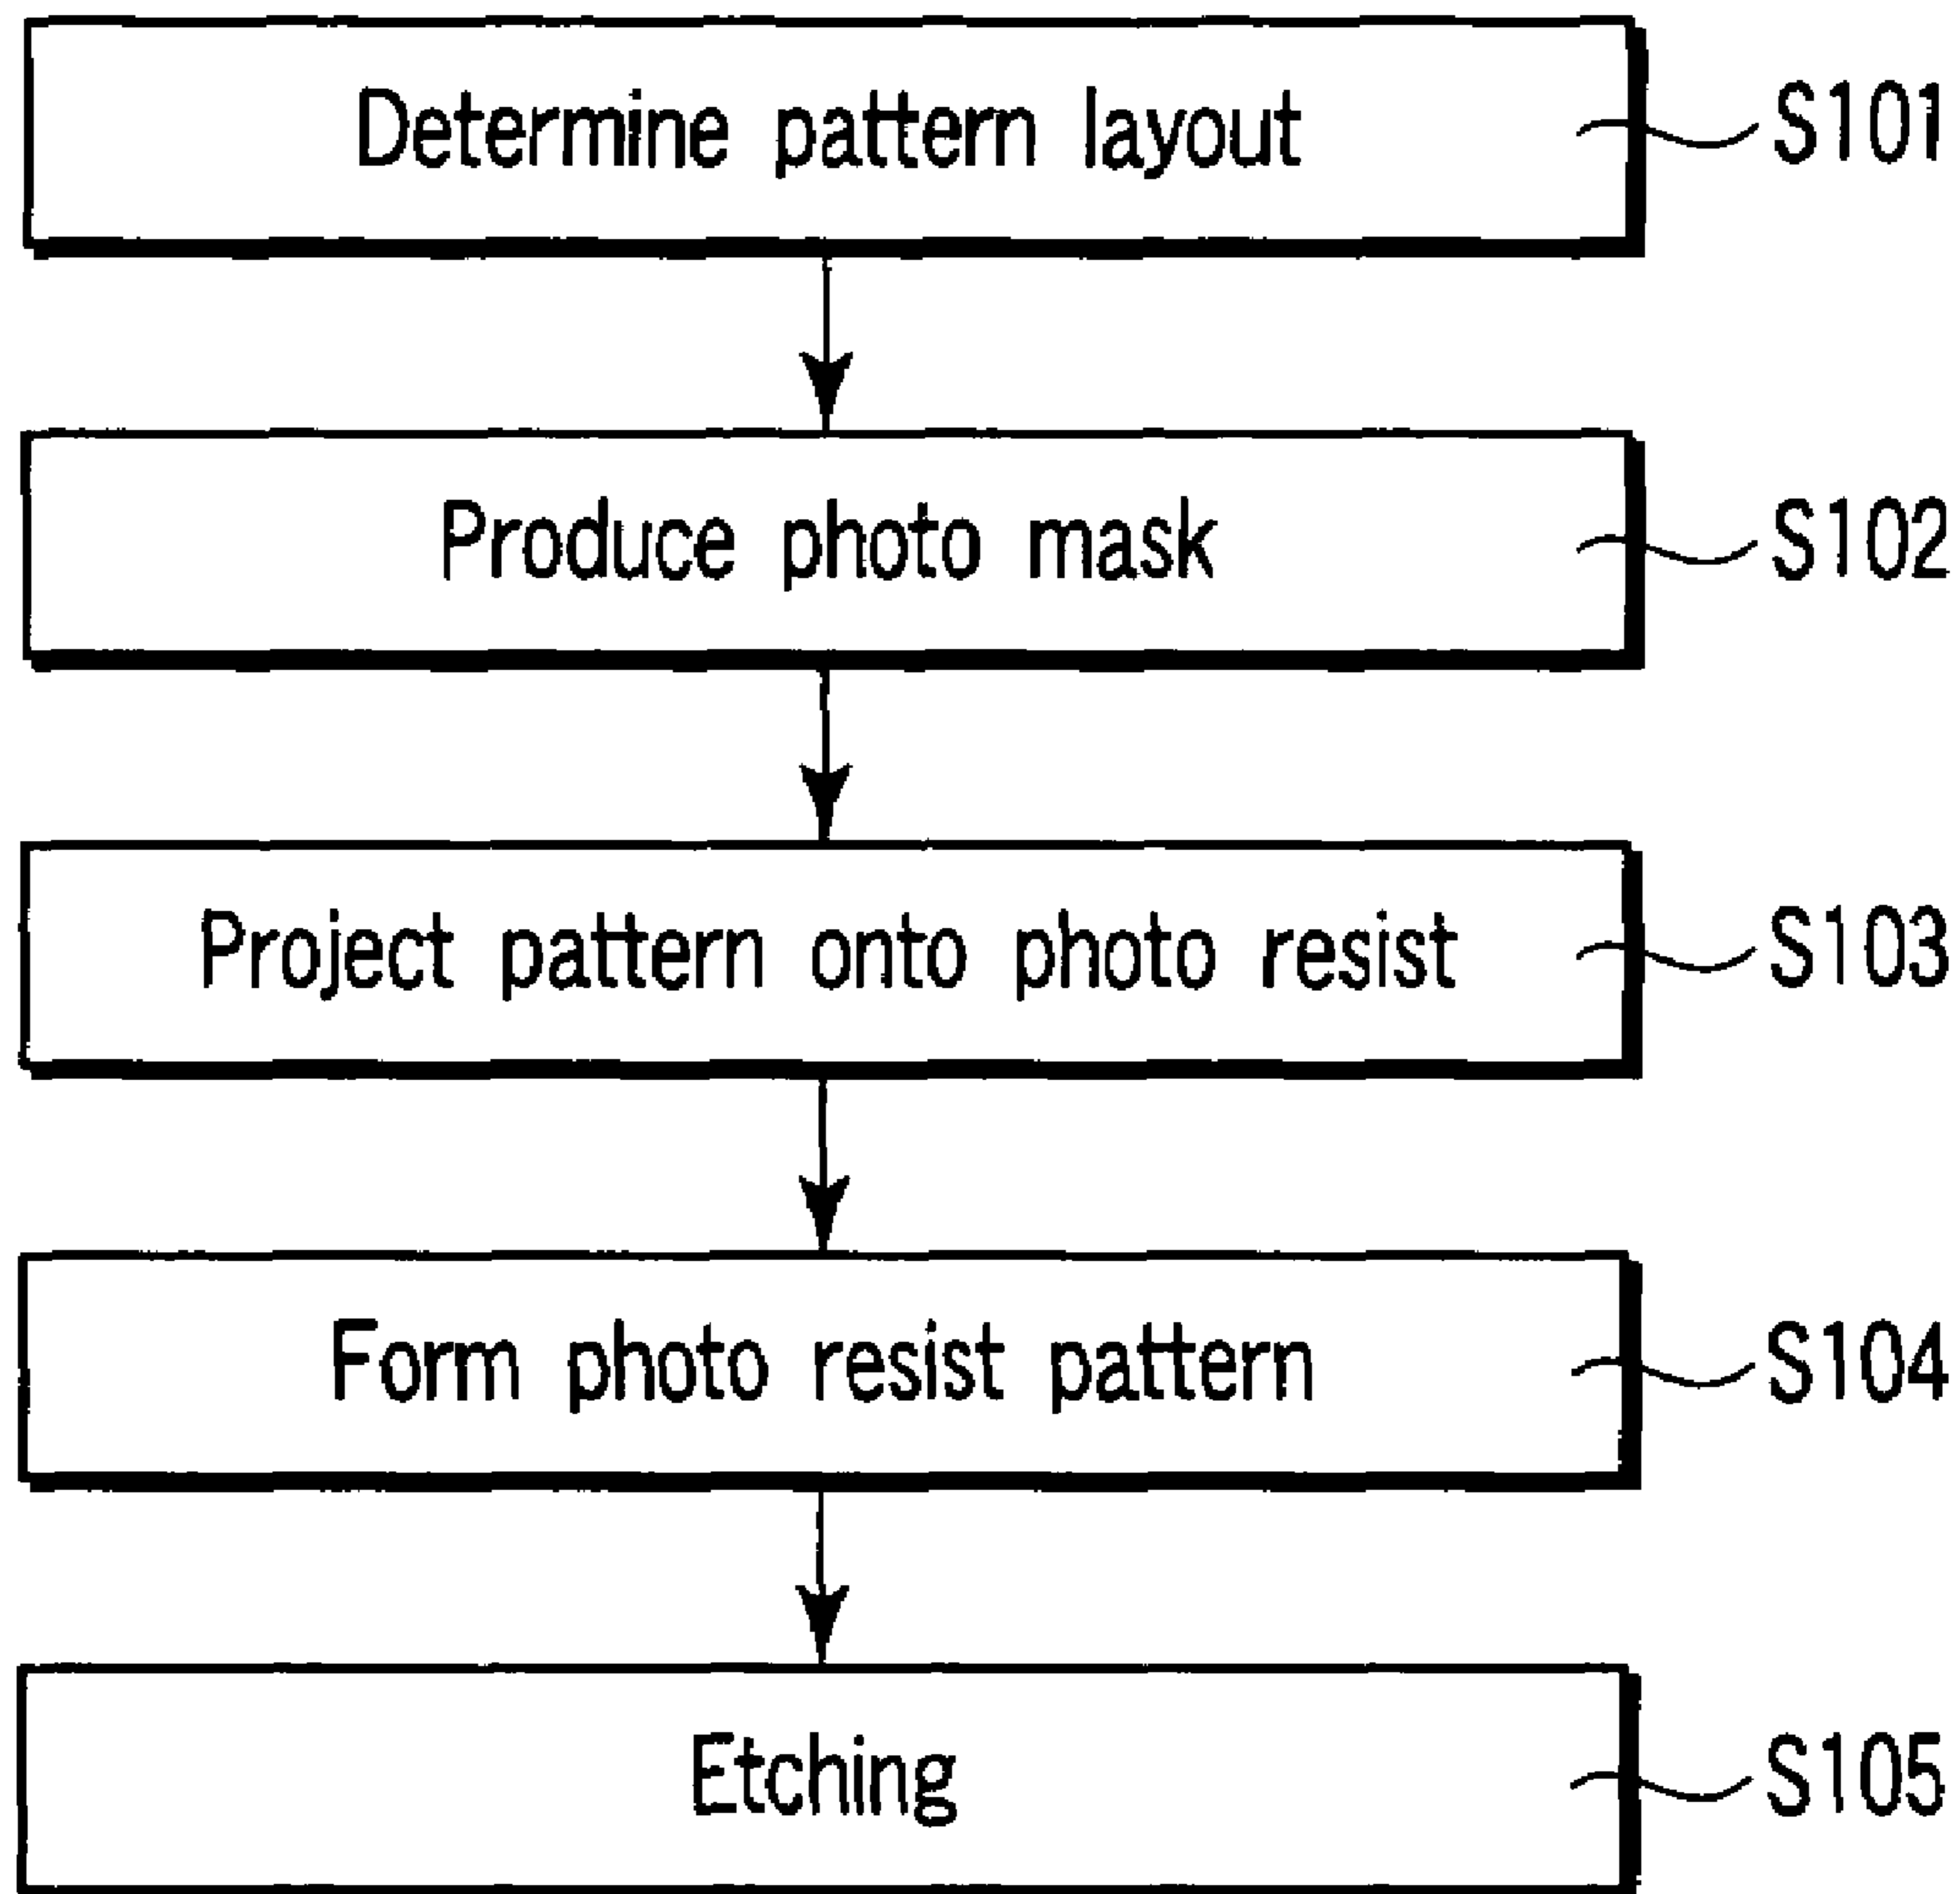 Determine pattern layout S101
Produce photo mask S102
Project pattern onto photo resist S103
Form photo resist pattern S104
Etching S105